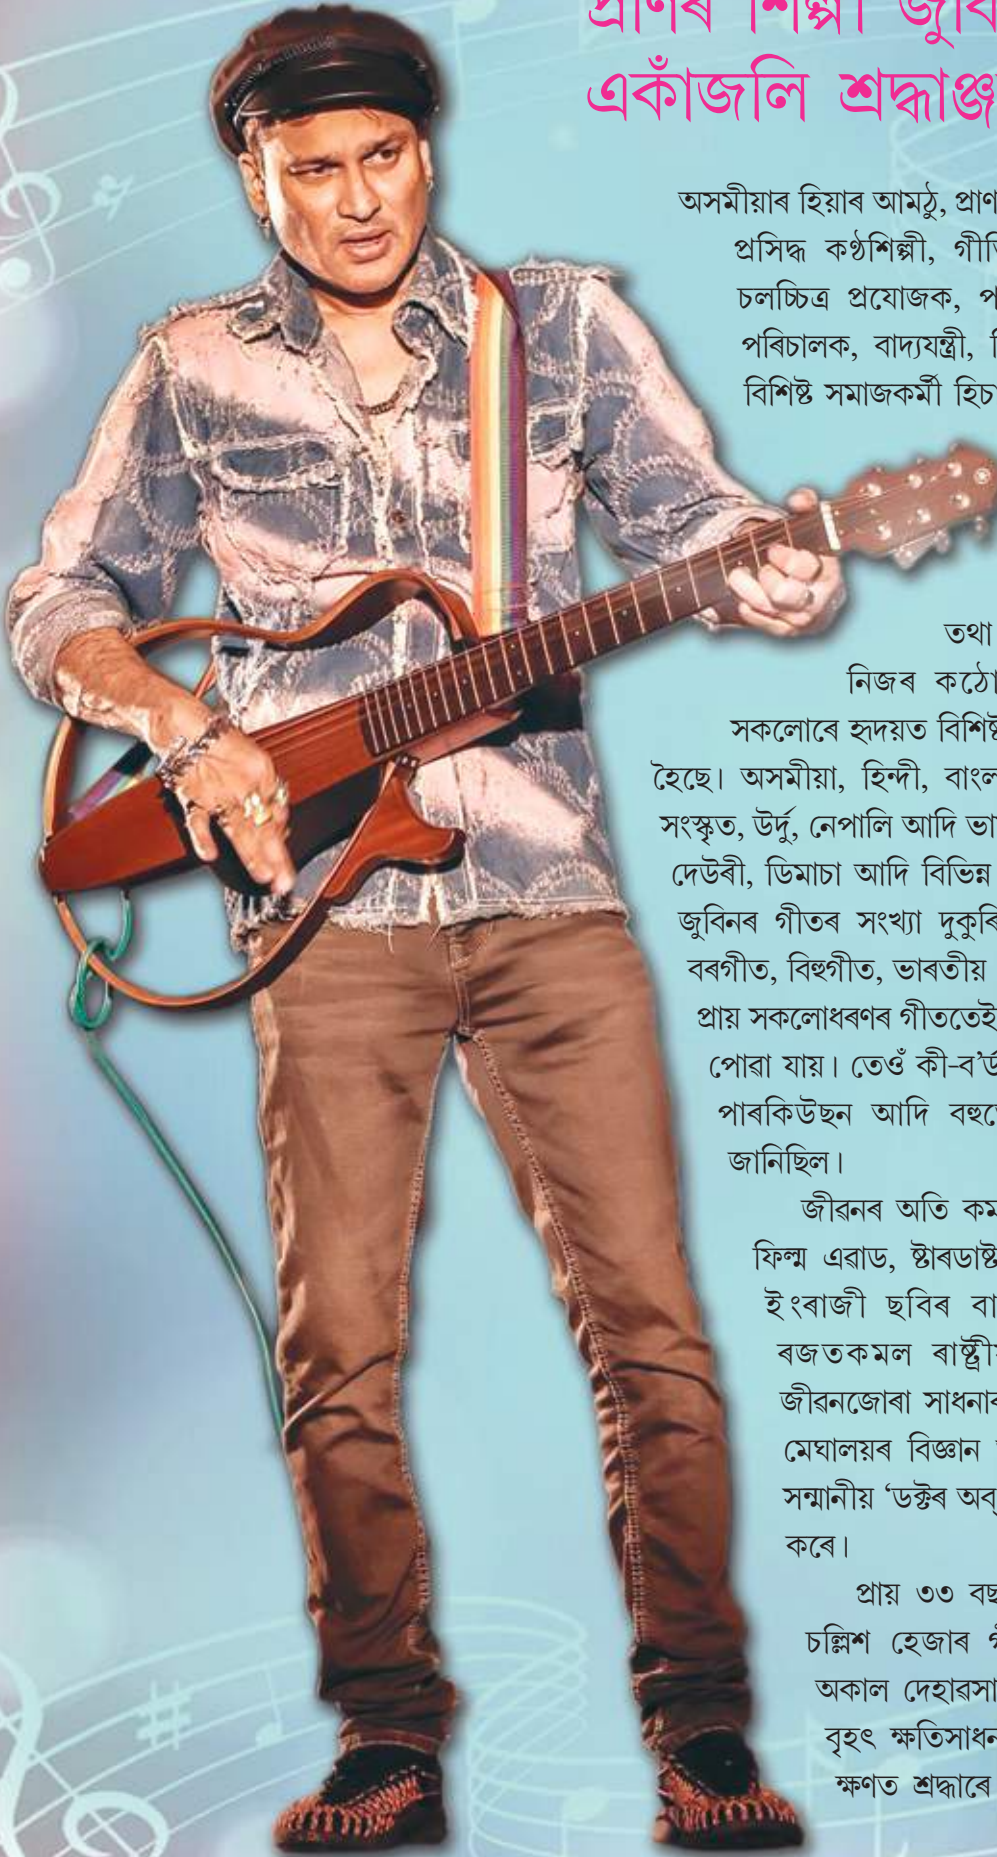 প্ৰাণৰ শিল্পী জুবি
একাঁজলি শ্ৰদ্ধাঞ্জ
অসমীয়াৰ হিয়াৰ আমঠু, প্ৰাণ
প্ৰসিদ্ধ কণ্ঠশিল্পী, গীতি
চলচ্চিত্ৰ প্ৰযোজক, প
পৰিচালক, বাদ্যযন্ত্ৰী,
বিশিষ্ট সমাজকৰ্মী হিচ
তথা
নিজৰ কঠো
সকলোৰে হৃদয়ত বিশিষ্ট
হৈছে। অসমীয়া, হিন্দী, বাংল
সংস্কৃত, উৰ্দু, নেপালি আদি ভা
দেউৰী, ডিমাচা আদি বিভিন্ন
জুবিনৰ গীতৰ সংখ্যা দুকুৰি
বৰগীত, বিহুগীত, ভাৰতীয়
প্ৰায় সকলোধৰণৰ গীততেই
পোৱা যায়। তেওঁ কী-ব’ৰ্ড
পাৰকিউছন আদি বহুতে
জানিছিল।
জীৱনৰ অতি কম
ফিল্ম এৱাড, ষ্টাৰডাষ্ট
ইংৰাজী ছবিৰ বা
ৰজতকমল ৰাষ্ট্ৰীয়
জীৱনজোৰা সাধনাৰ
মেঘালয়ৰ বিজ্ঞান
সন্মানীয় ‘ডক্টৰ অব্
কৰে।
প্ৰায় ৩৩ বছ
চল্লিশ হেজাৰ গী
অকাল দেহাৱসা
বৃহৎ ক্ষতিসাধন
ক্ষণত শ্ৰদ্ধাৰে